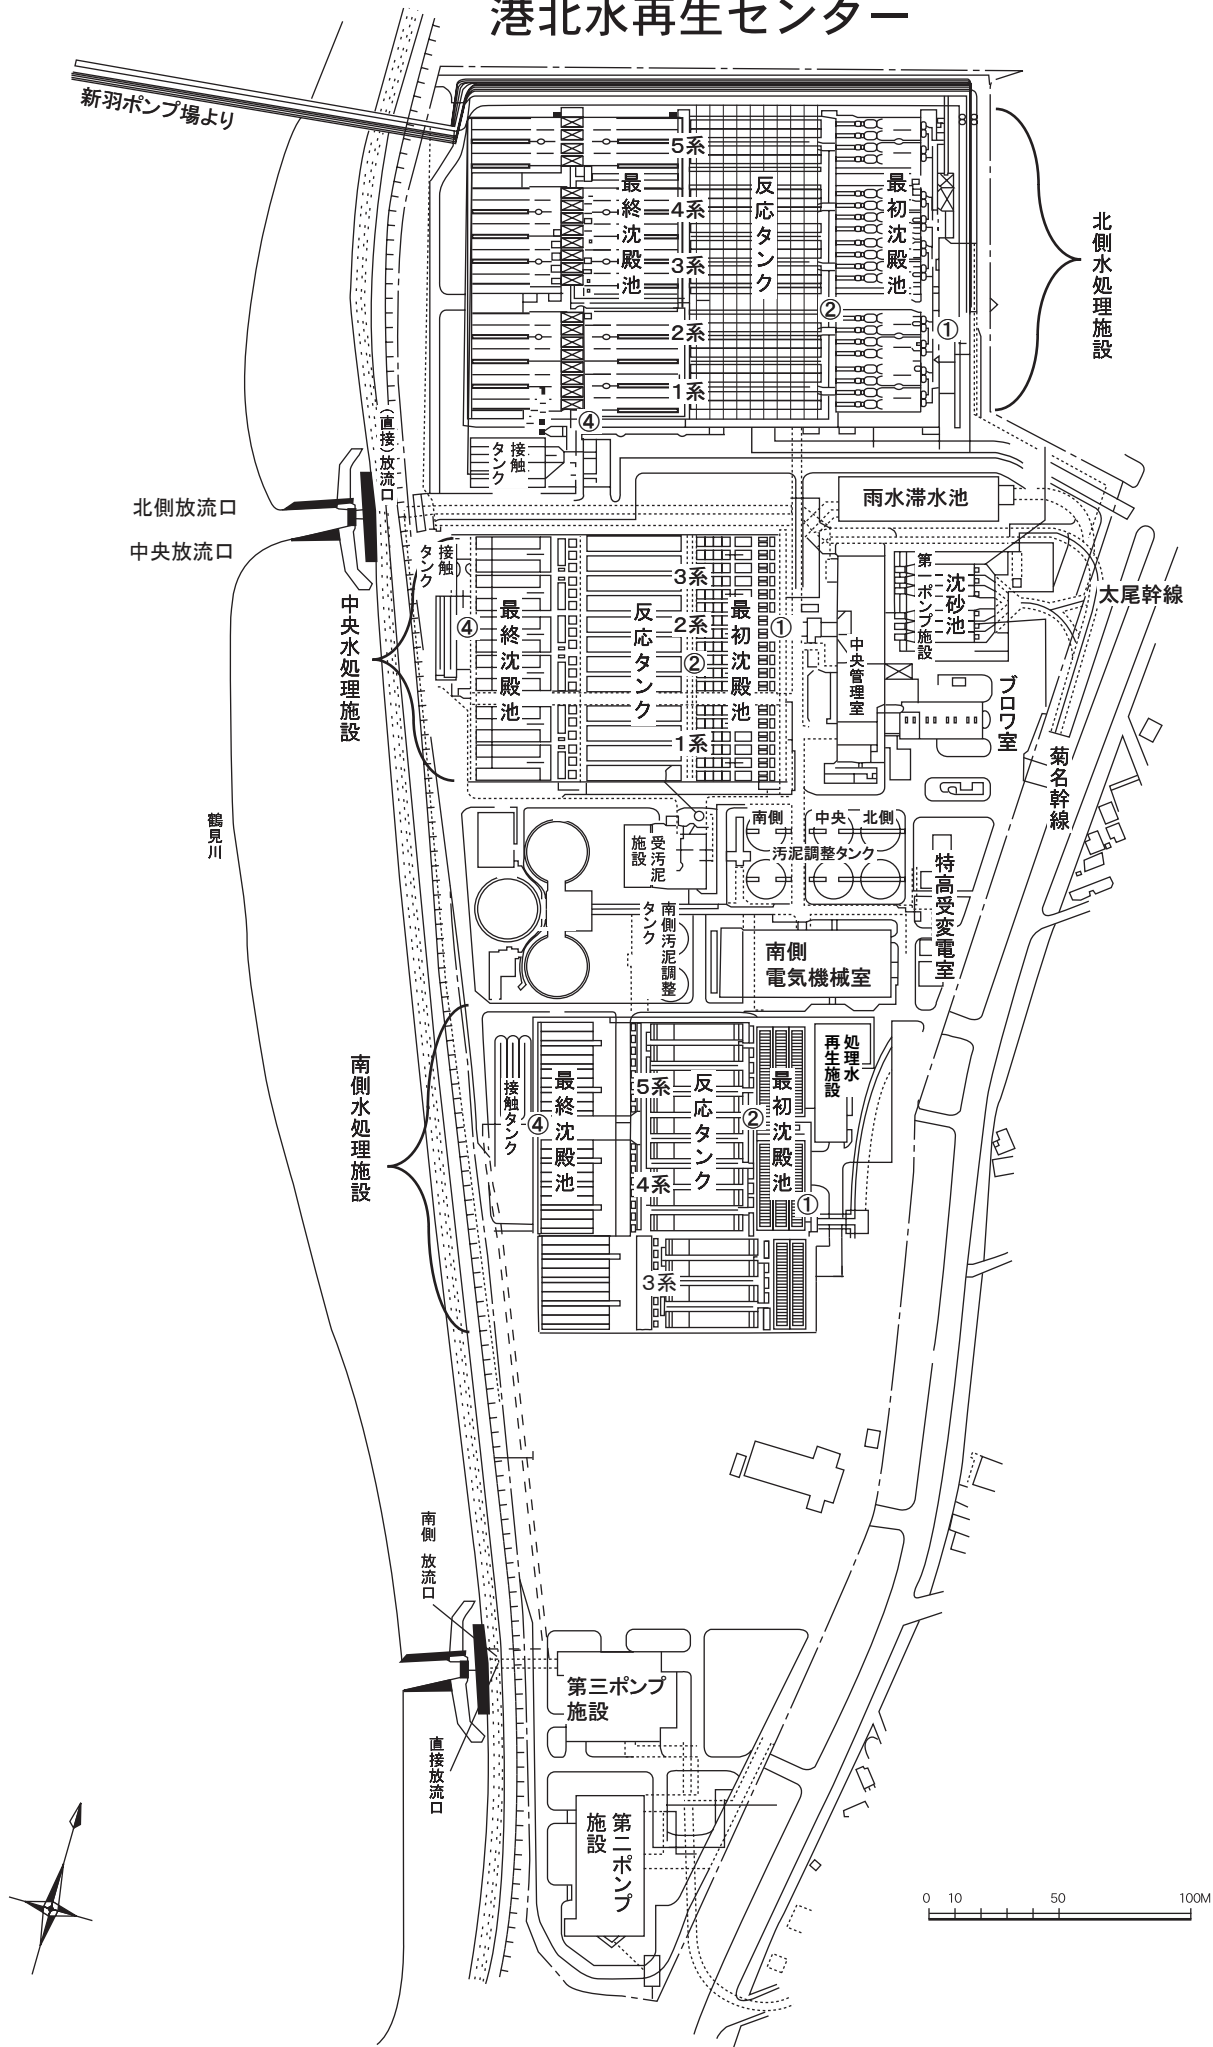 港北水再生センター
新羽ポンプ場より
5系
4系
3系
2系
1系
最終沈殿池
反応タンク
最初沈殿池
②
①
④
北側水処理施設
接触
タンク
(直接)放流口
北側放流口
中央放流口
雨水滞水池
接触
タンク
中央水処理施設
④
最終沈殿池
反応タンク
3系
2系
1系
②
最初沈殿池
①
中央管理室
第一ポンプ施設
沈砂池
太尾幹線
ブロワ室
菊名幹線
鶴見川
受汚泥
施設
南側
中央
北側
汚泥調整タンク
特高受変電室
南側汚泥調整
タンク
南側
電気機械室
南側水処理施設
接触タンク
④
最終沈殿池
5系
4系
3系
反応タンク
②
最初沈殿池
①
処理水
再生施設
南側 放流口
直接放流口
第三ポンプ
施設
第二ポンプ
施設
0 10 50 100M